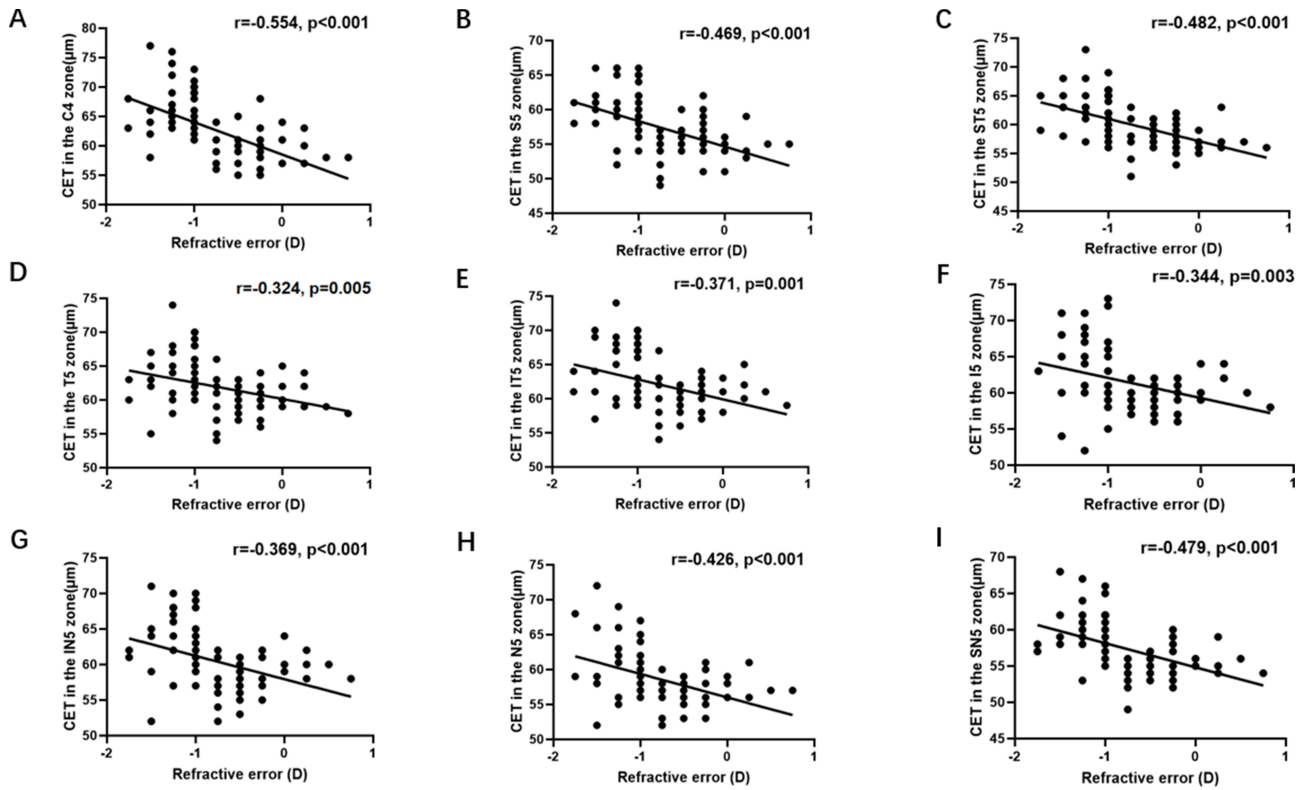 A
r=-0.554, p<0.001
CET in the C4 zone(μm)
80
75
70
65
60
55
50
-2
-1
0
1
Refractive error (D)
B
r=-0.469, p<0.001
CET in the S5 zone(μm)
70
65
60
55
50
45
-2
-1
0
1
Refractive error (D)
C
r=-0.482, p<0.001
CET in the ST5 zone(μm)
75
70
65
60
55
50
45
-2
-1
0
1
Refractive error (D)
D
r=-0.324, p=0.005
CET in the T5 zone(μm)
75
70
65
60
55
50
-2
-1
0
1
Refractive error (D)
E
r=-0.371, p=0.001
CET in the IT5 zone(μm)
75
70
65
60
55
50
-2
-1
0
1
Refractive error (D)
F
r=-0.344, p=0.003
CET in the I5 zone(μm)
75
70
65
60
55
50
-2
-1
0
1
Refractive error (D)
G
r=-0.369, p<0.001
CET in the IN5 zone(μm)
75
70
65
60
55
50
-2
-1
0
1
Refractive error (D)
H
r=-0.426, p<0.001
CET in the N5 zone(μm)
75
70
65
60
55
50
-2
-1
0
1
Refractive error (D)
I
r=-0.479, p<0.001
CET in the SN5 zone(μm)
70
65
60
55
50
45
-2
-1
0
1
Refractive error (D)